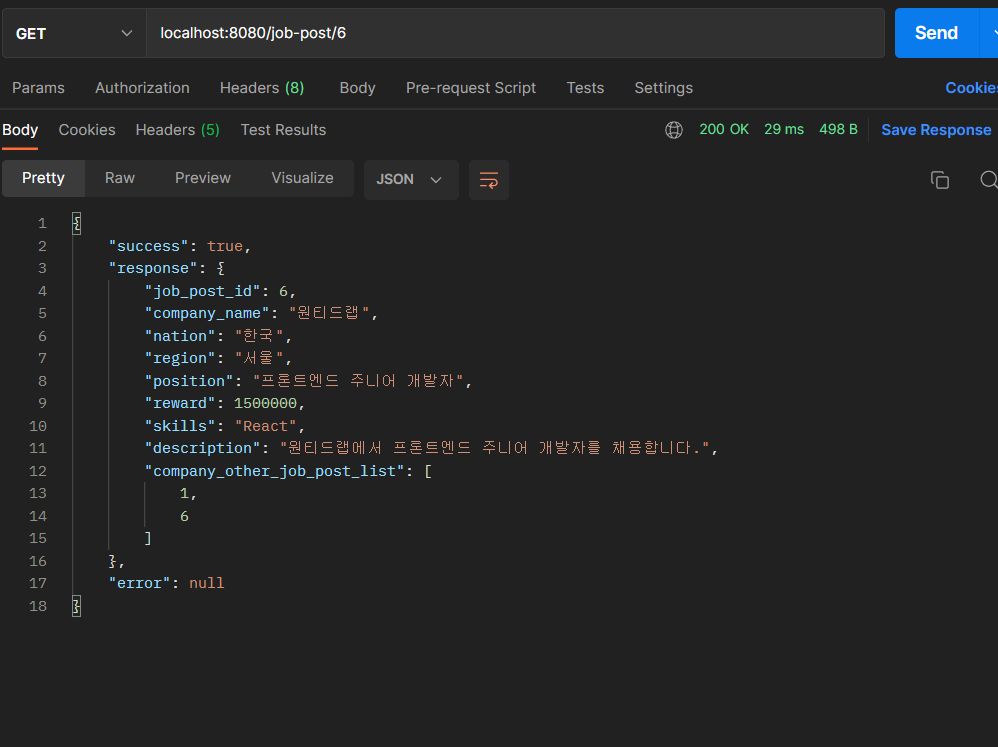 GET localhost:8080/job-post/6 Send
Params Authorization Headers (8) Body Pre-request Script Tests Settings Cookies
Body Cookies Headers (5) Test Results 200 OK 29 ms 498 B Save Response
Pretty Raw Preview Visualize JSON
1 {
2 "success": true,
3 "response": {
4 "job_post_id": 6,
5 "company_name": "원티드랩",
6 "nation": "한국",
7 "region": "서울",
8 "position": "프론트엔드 주니어 개발자",
9 "reward": 1500000,
10 "skills": "React",
11 "description": "원티드랩에서 프론트엔드 주니어 개발자를 채용합니다.",
12 "company_other_job_post_list": [
13 1,
14 6
15 ]
16 },
17 "error": null
18 }